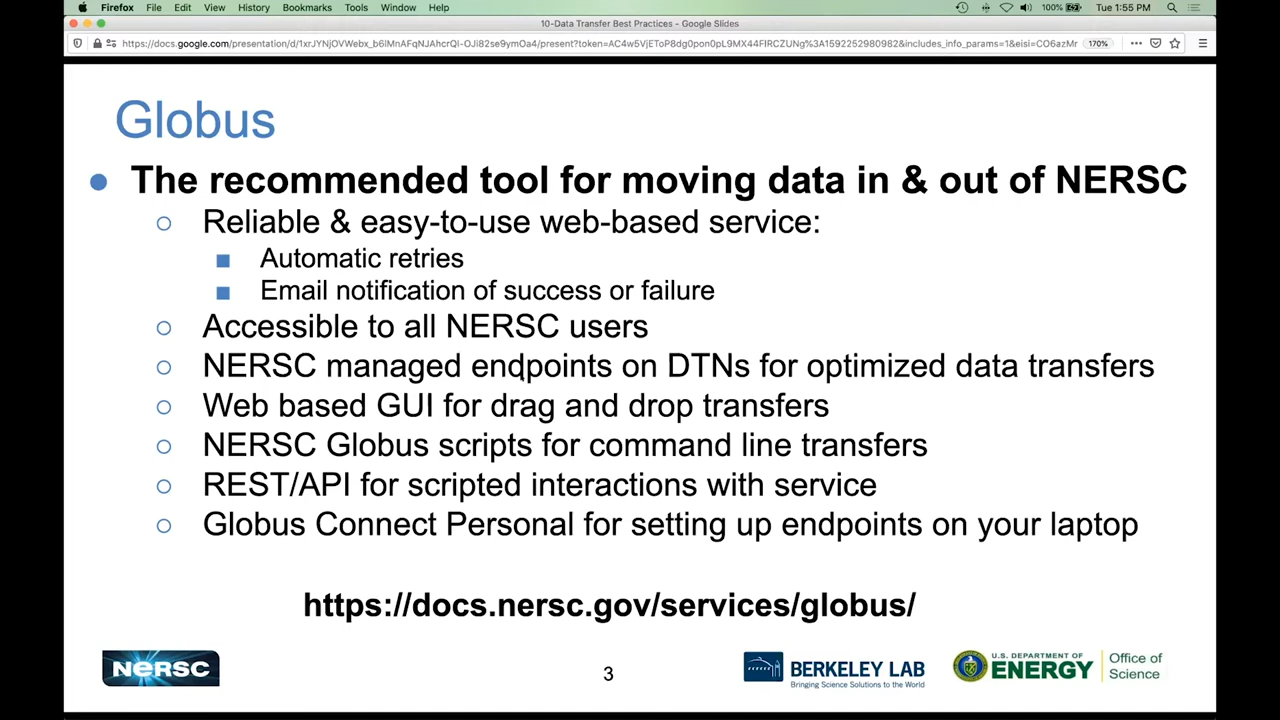 Firefox File Edit View History Bookmarks Tools Window Help 100% Tue 1:55 PM
10-Data Transfer Best Practices - Google Slides
170%
Globus
● The recommended tool for moving data in & out of NERSC
○ Reliable & easy-to-use web-based service:
■ Automatic retries
■ Email notification of success or failure
○ Accessible to all NERSC users
○ NERSC managed endpoints on DTNs for optimized data transfers
○ Web based GUI for drag and drop transfers
○ NERSC Globus scripts for command line transfers
○ REST/API for scripted interactions with service
○ Globus Connect Personal for setting up endpoints on your laptop
https://docs.nersc.gov/services/globus/
NERSC
3
BERKELEY LAB
Bringing Science Solutions to the World
U.S. DEPARTMENT OF
ENERGY
Office of
Science